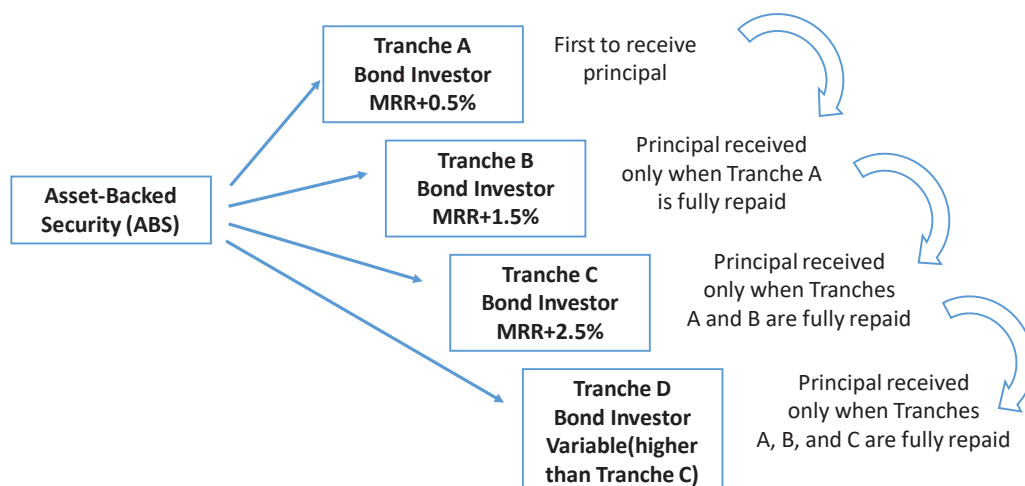 Tranche A
Bond Investor
MRR+0.5%
First to receive
principal
Tranche B
Bond Investor
MRR+1.5%
Principal received
only when Tranche A
is fully repaid
Asset-Backed
Security (ABS)
Tranche C
Bond Investor
MRR+2.5%
Principal received
only when Tranches
A and B are fully repaid
Tranche D
Bond Investor
Variable(higher
than Tranche C)
Principal received
only when Tranches
A, B, and C are fully repaid